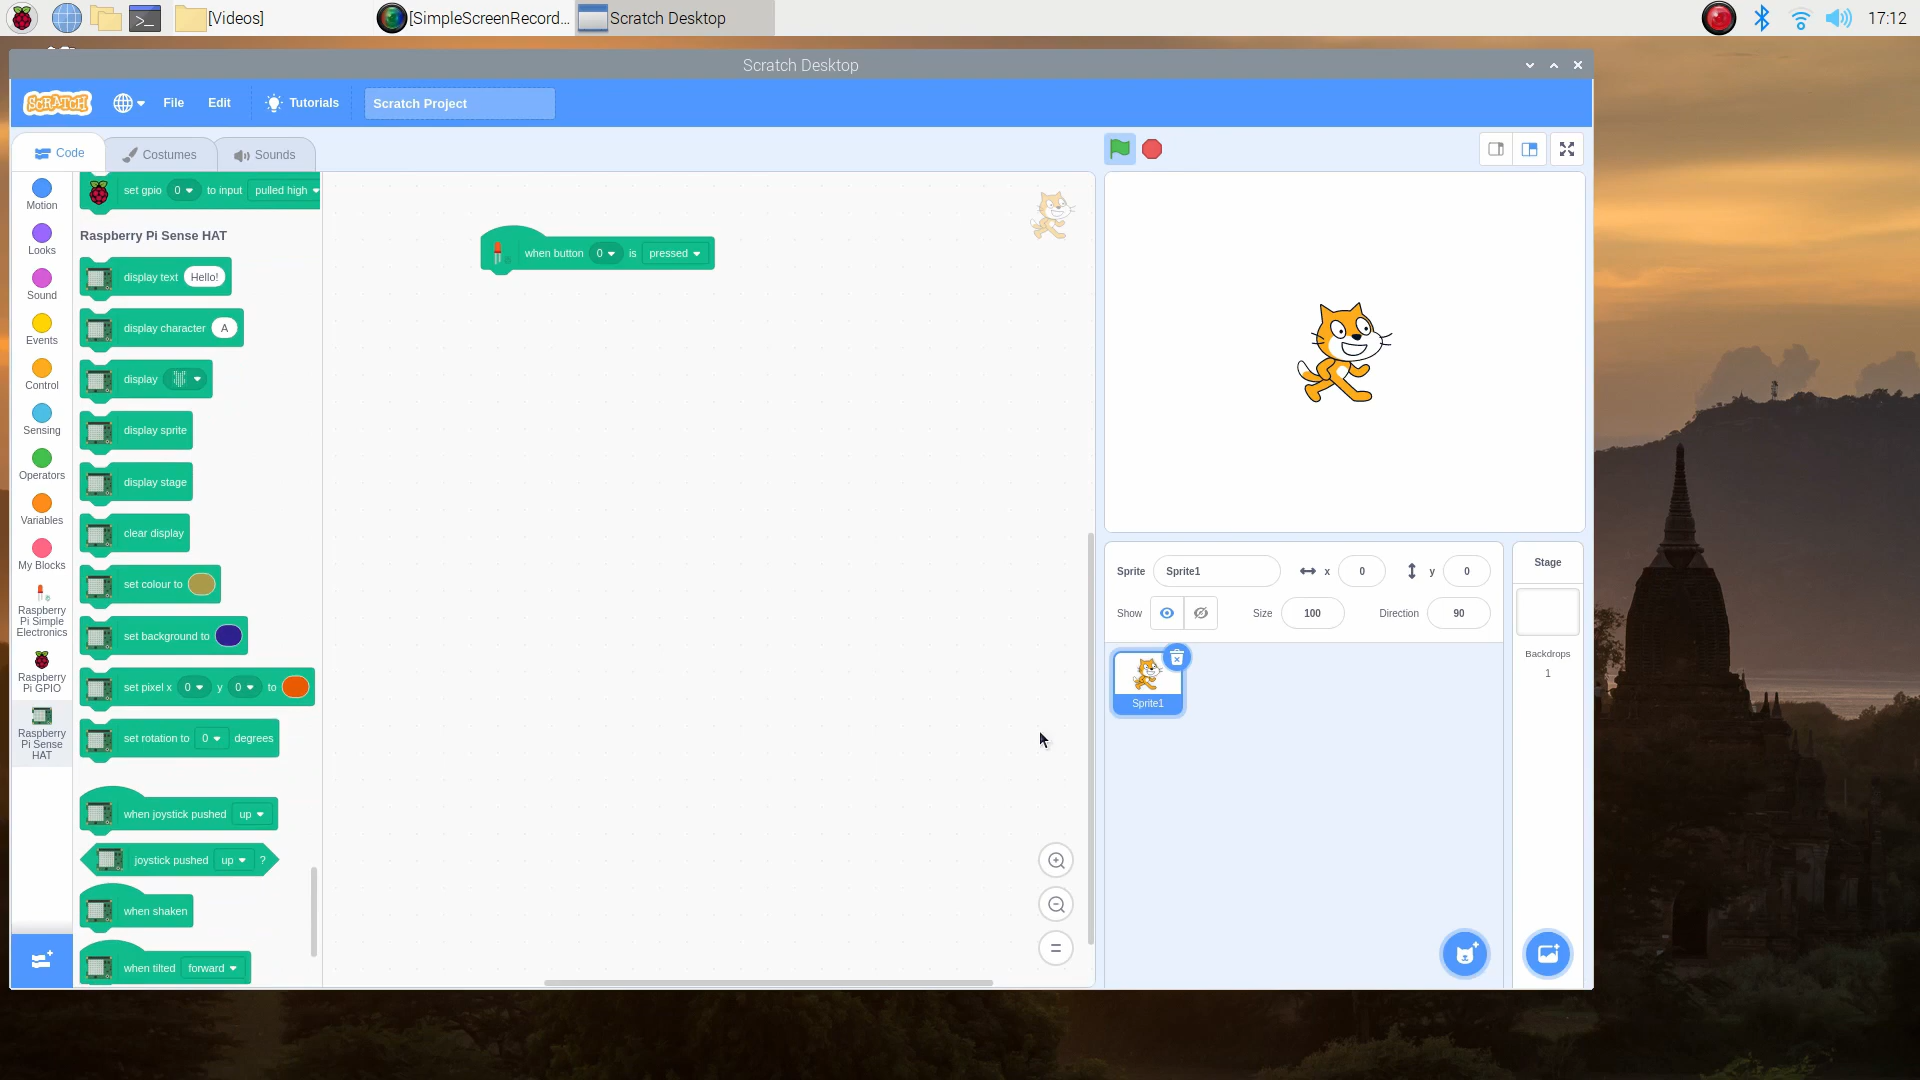 [Videos]
[SimpleScreenRecord...
Scratch Desktop
17:12
Scratch Desktop
SCRATCH
File
Edit
Tutorials
Scratch Project
Code
Costumes
Sounds
Motion
Looks
Sound
Events
Control
Sensing
Operators
Variables
My Blocks
Raspberry
Pi Simple
Electronics
Raspberry
Pi GPIO
Raspberry
Pi Sense
HAT
set gpio 0 to input pulled high
Raspberry Pi Sense HAT
display text Hello!
display character A
display
display sprite
display stage
clear display
set colour to
set background to
set pixel x 0 y 0 to
set rotation to 0 degrees
when joystick pushed up
joystick pushed up ?
when shaken
when tilted forward
when button 0 is pressed
Sprite Sprite1 x 0 y 0
Show Size 100 Direction 90
Sprite1
Stage
Backdrops
1